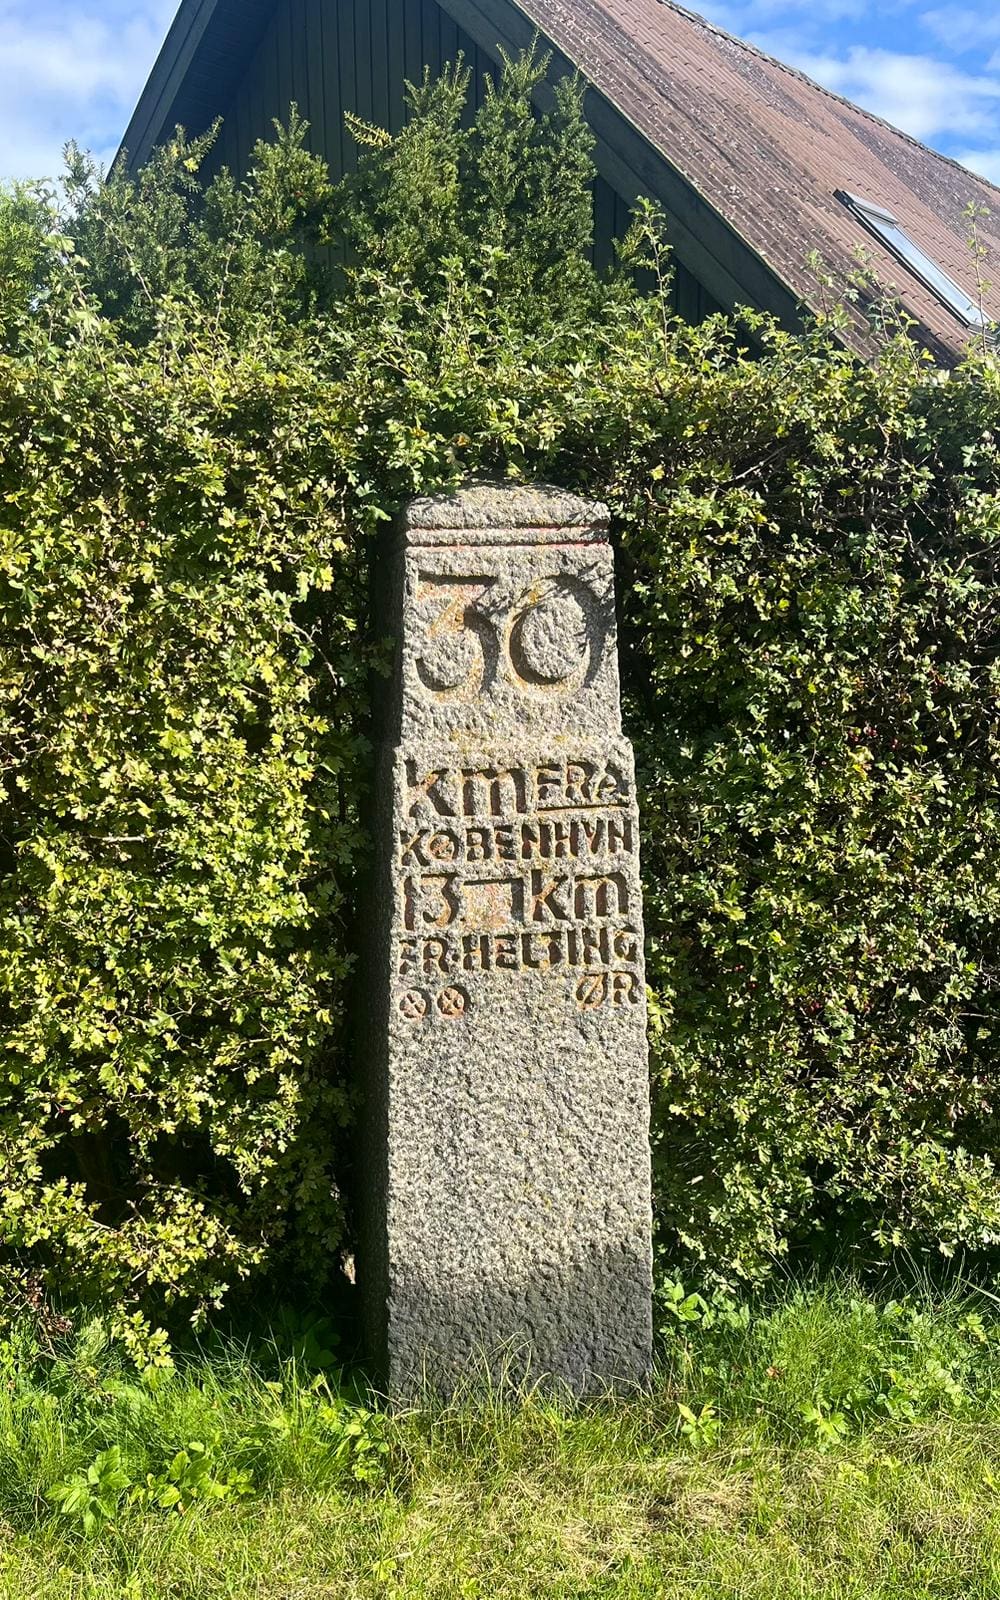 30
km FRA
KØBENHVN
13 km
FR·HELSING
ØR